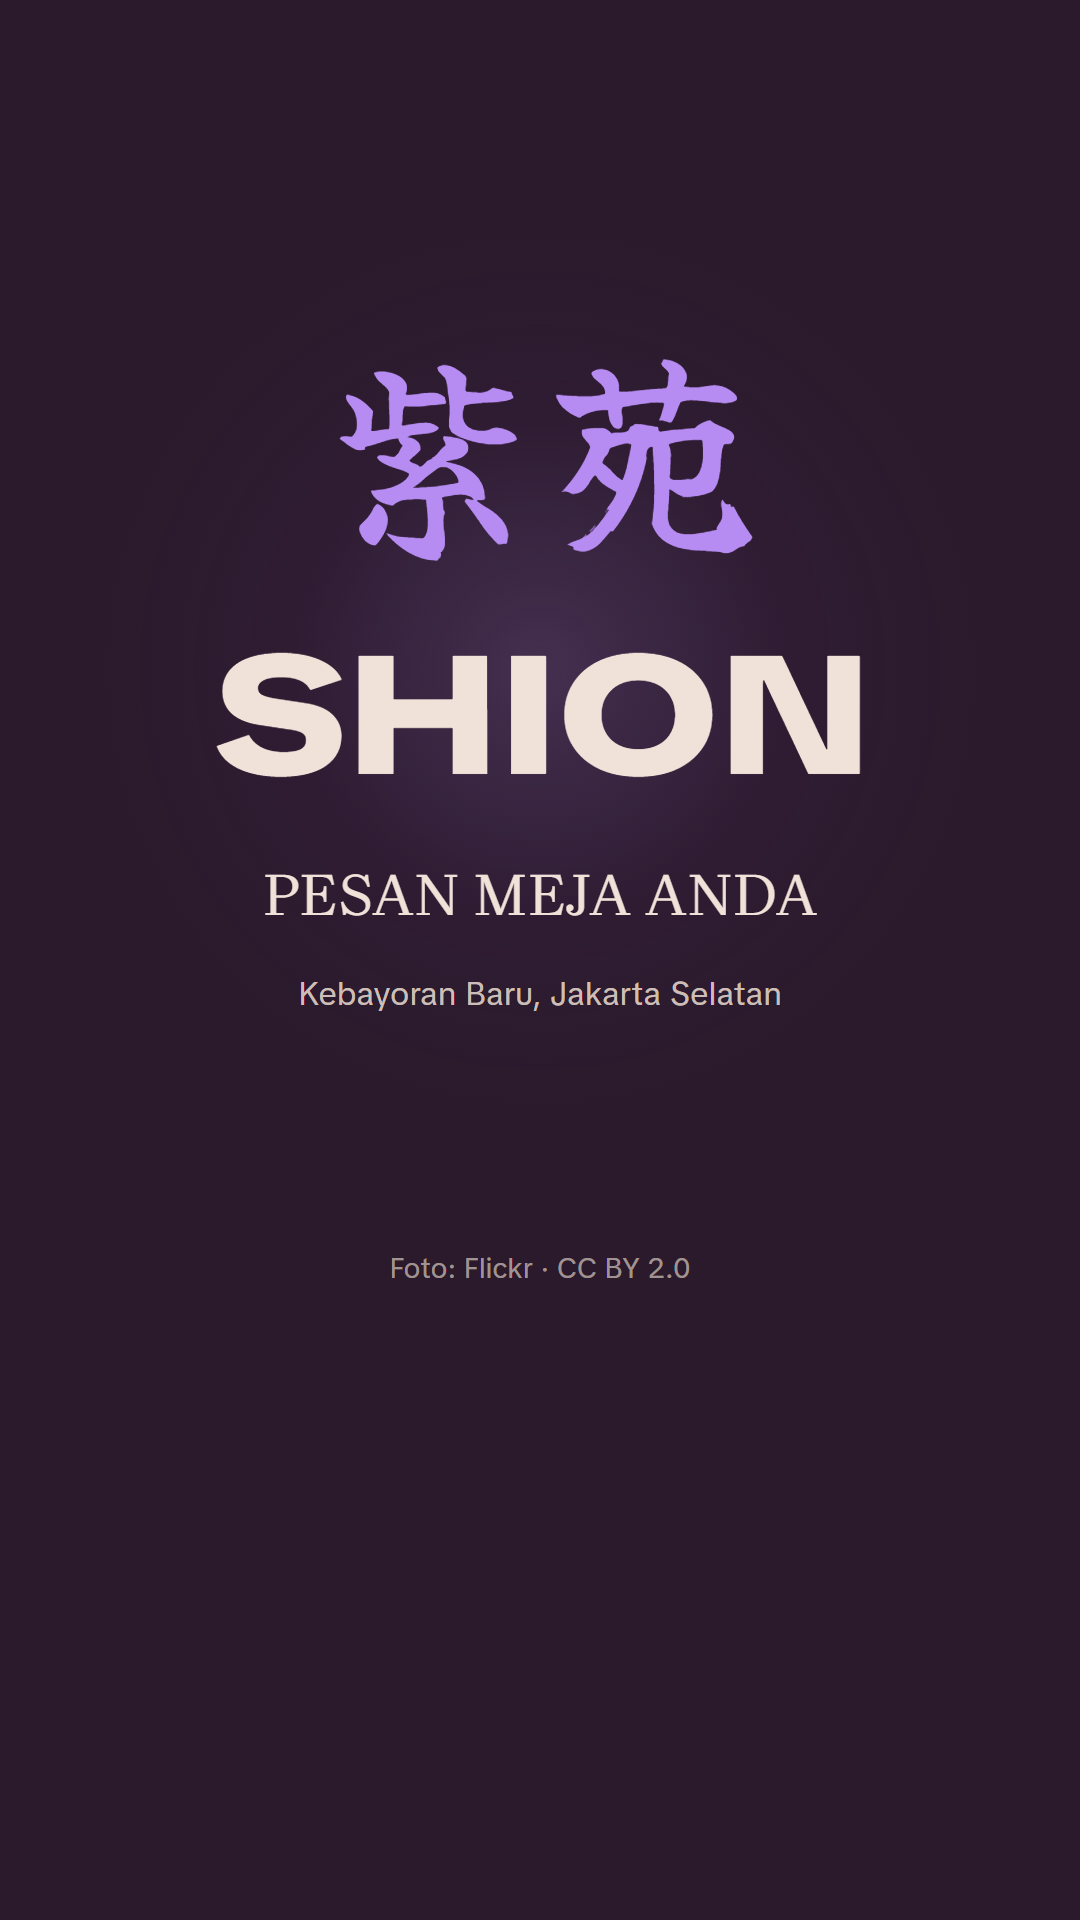 紫苑
SHION
PESAN MEJA ANDA
Kebayoran Baru, Jakarta Selatan
Foto: Flickr · CC BY 2.0